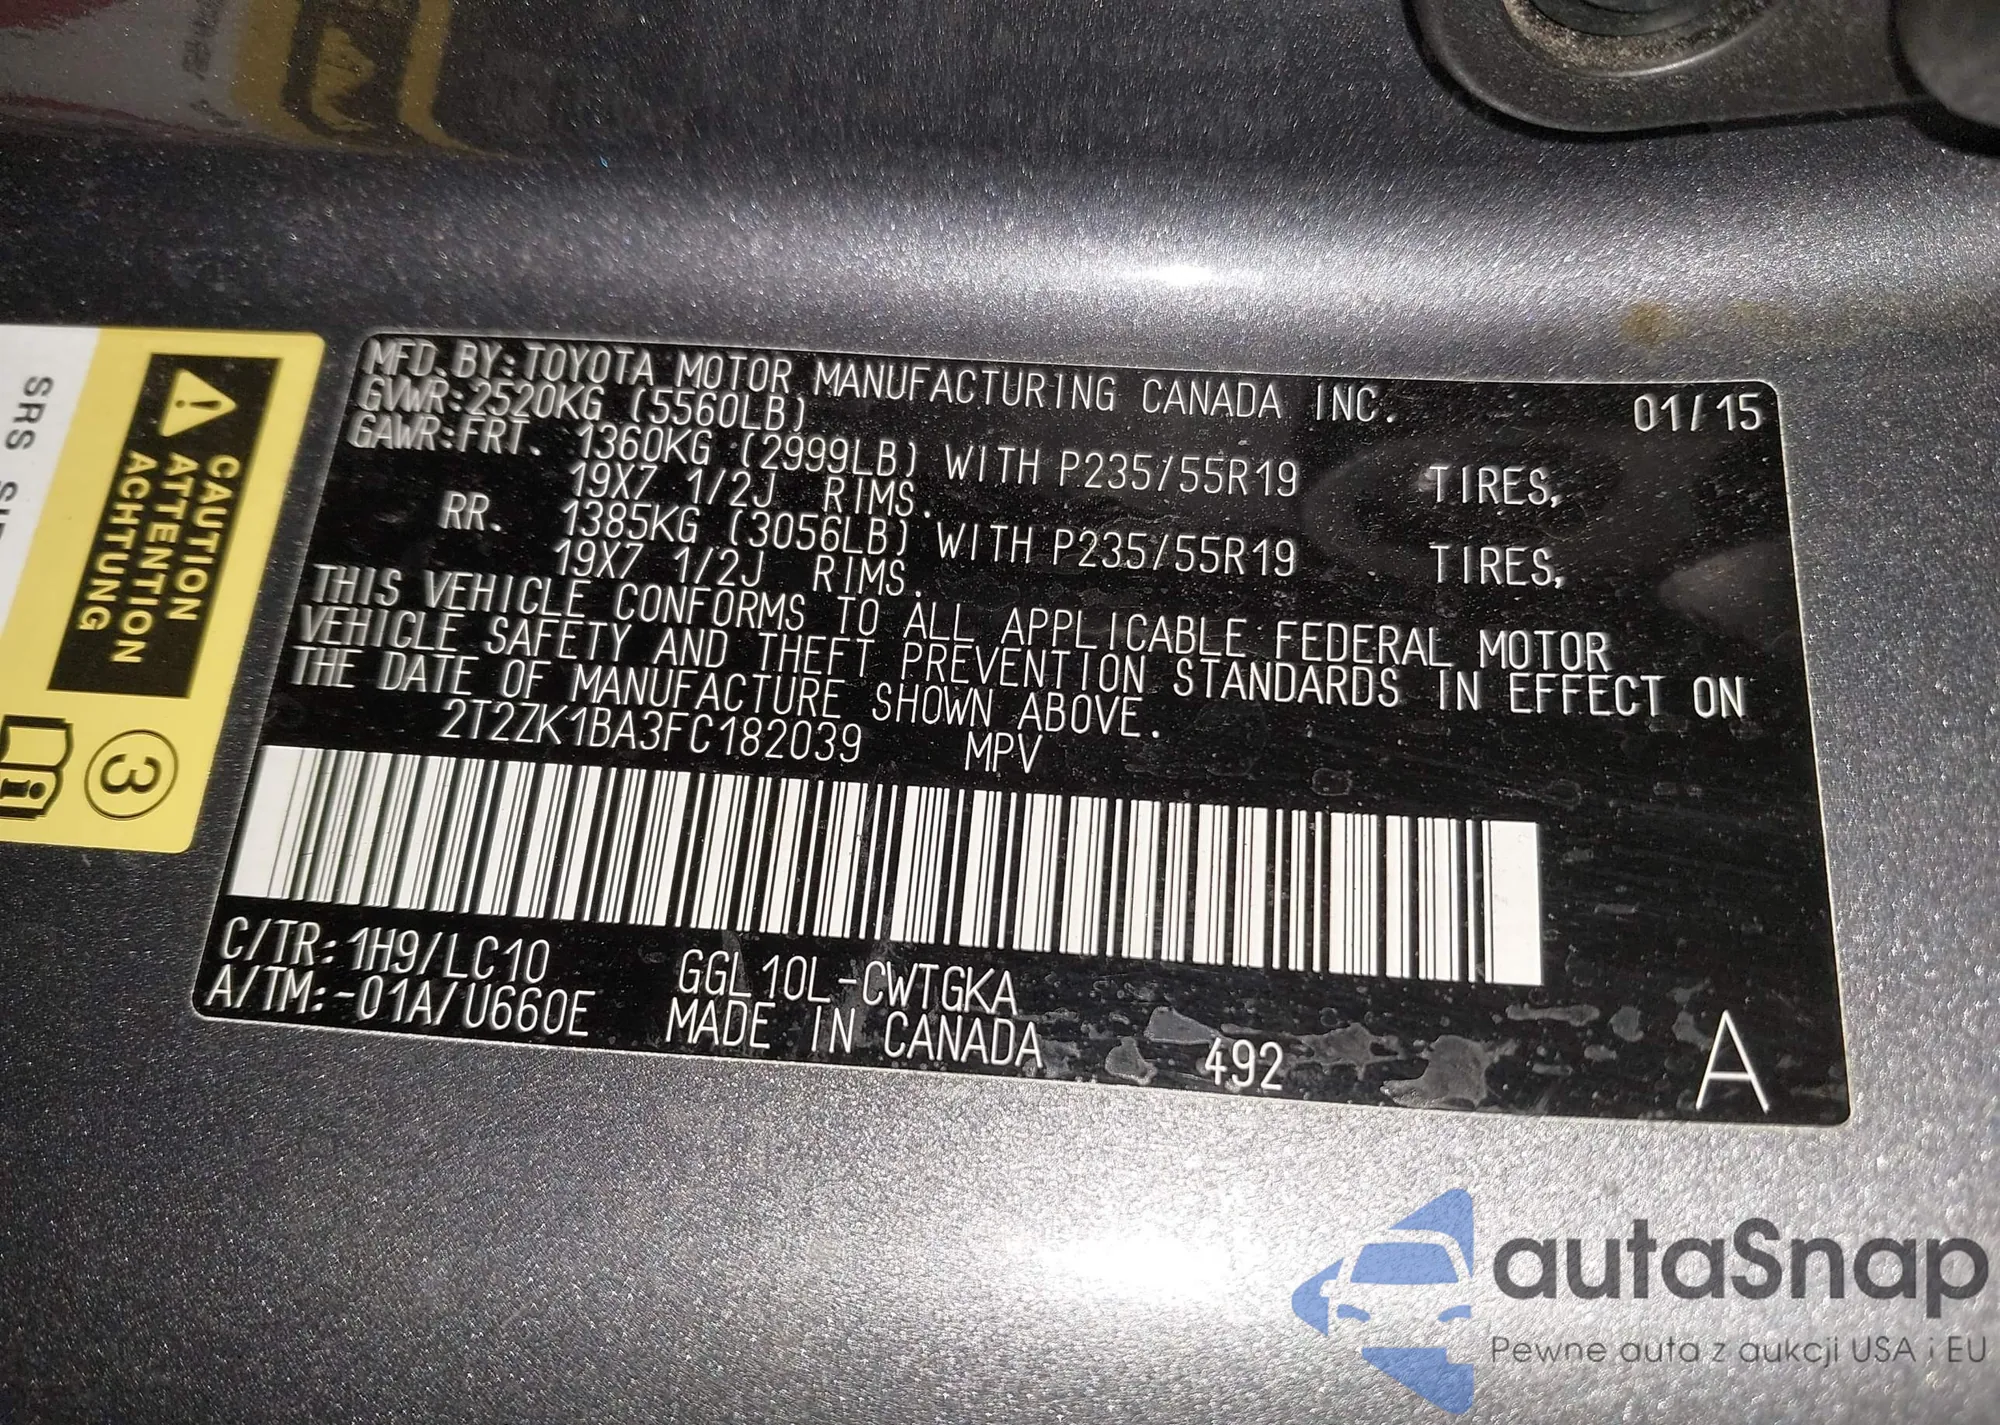 MFD.BY:TOYOTA MOTOR MANUFACTURING CANADA INC. 01/15
GVWR:2520KG (5560LB)
GAWR:FRT. 1360KG (2999LB) WITH P235/55R19 TIRES,
19X7 1/2J RIMS.
RR. 1385KG (3056LB) WITH P235/55R19 TIRES,
19X7 1/2J RIMS.
THIS VEHICLE CONFORMS TO ALL APPLICABLE FEDERAL MOTOR
VEHICLE SAFETY AND THEFT PREVENTION STANDARDS IN EFFECT ON
THE DATE OF MANUFACTURE SHOWN ABOVE.
2T2ZK1BA3FC182039 MPV
C/TR:1H9/LC10 GGL10L-CWTGKA
A/TM:-01A/U660E MADE IN CANADA 492 A
CAUTION
ATTENTION
ACHTUNG
3
SRS
autaSnap
Pewne auta z aukcji USA i EU